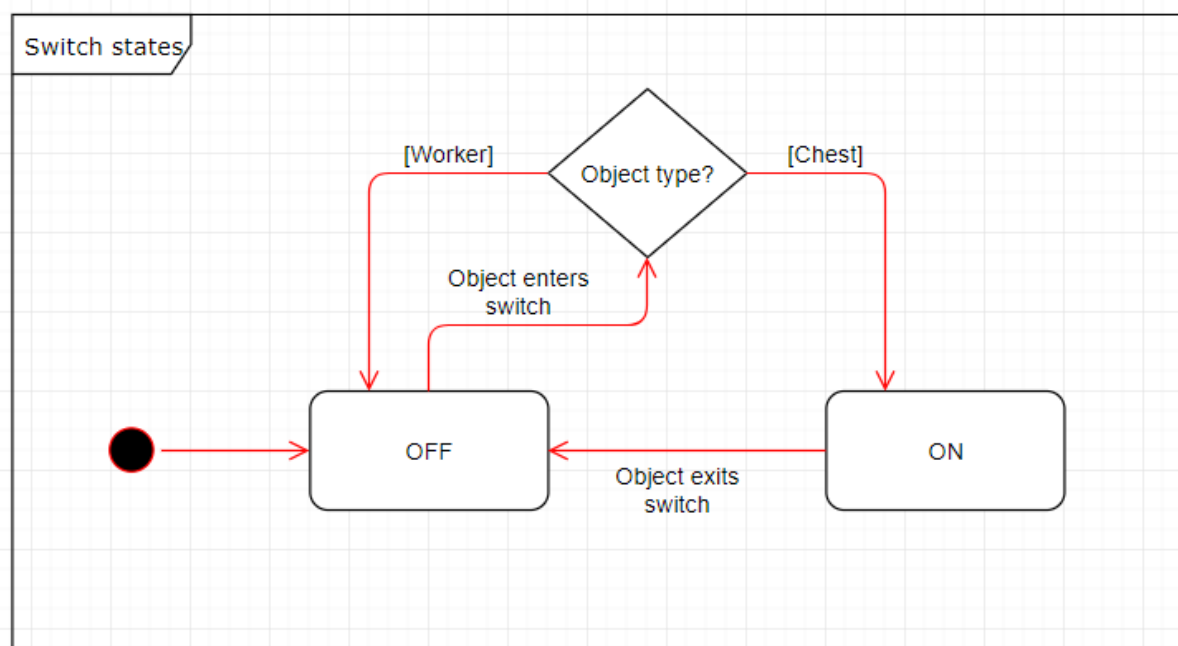 Switch states
[Worker]
[Chest]
Object type?
Object enters
switch
OFF
ON
Object exits
switch